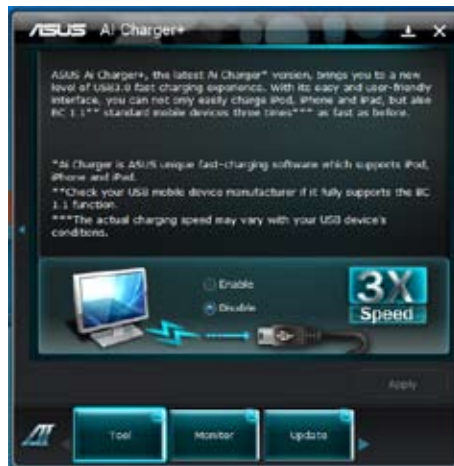 ASUS AI Charger+
ASUS Ai Charger+, the latest Ai Charger* version, brings you to a new
level of USB3.0 fast charging experience. With its easy and user-friendly
interface, you can not only easily charge iPod, iPhone and iPad, but also
BC 1.1** standard mobile devices three times*** as fast as before.
*Ai Charger is ASUS unique fast-charging software which supports iPod,
iPhone and iPad.
**Check your USB mobile device manufacturer if it fully supports the BC
1.1 function.
***The actual charging speed may vary with your USB device's
conditions.
Enable
Disable
3X
Speed
Apply
Tool
Monitor
Update